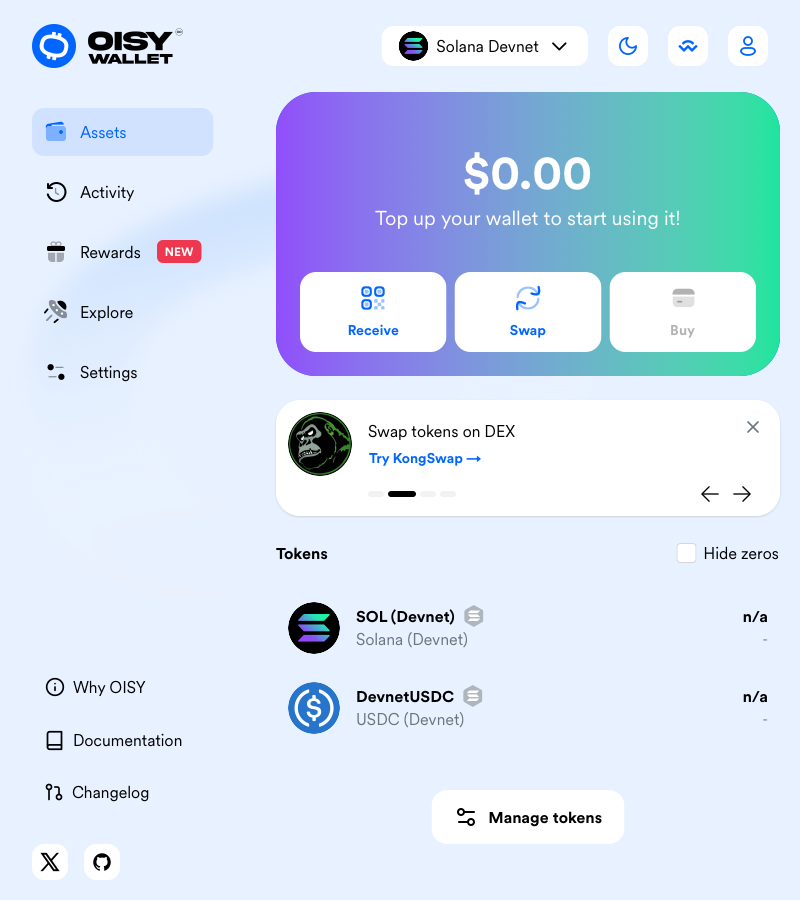 OISY
WALLET
Solana Devnet
Assets
Activity
Rewards NEW
Explore
Settings
$0.00
Top up your wallet to start using it!
Receive
Swap
Buy
Swap tokens on DEX
Try KongSwap →
Tokens
Hide zeros
SOL (Devnet)
n/a
Solana (Devnet)
-
DevnetUSDC
n/a
USDC (Devnet)
-
Manage tokens
Why OISY
Documentation
Changelog